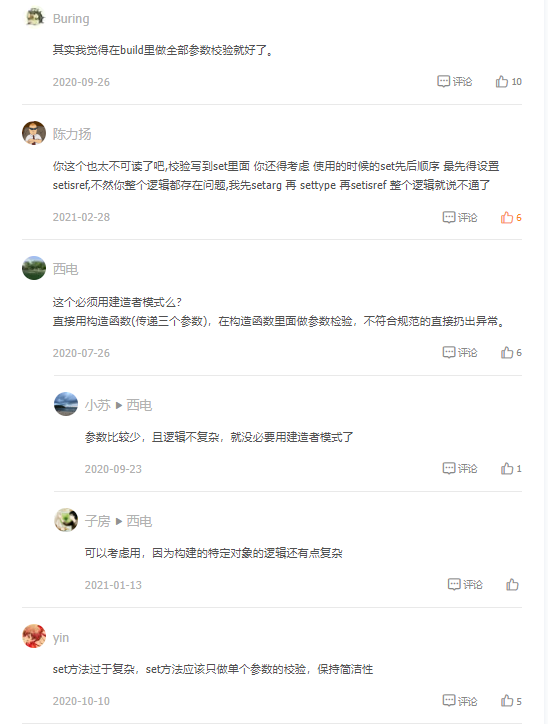 Buring
其实我觉得在build里做全部参数校验就好了。
2020-09-26 评论 10
陈力扬
你这个也太不可读了吧,校验写到set里面 你还得考虑 使用的时候的set先后顺序 最先得设置
setisref,不然你整个逻辑都存在问题,我先setarg 再 settype 再setisref 整个逻辑就说不通了
2021-02-28 评论 6
西电
这个必须用建造者模式么？
直接用构造函数(传递三个参数)，在构造函数里面做参数检验，不符合规范的直接扔出异常。
2020-07-26 评论 6
小苏 ▶ 西电
参数比较少，且逻辑不复杂，就没必要用建造者模式了
2020-09-23 评论 1
子房 ▶ 西电
可以考虑用，因为构建的特定对象的逻辑还有点复杂
2021-01-13 评论
yin
set方法过于复杂，set方法应该只做单个参数的校验，保持简洁性
2020-10-10 评论 5